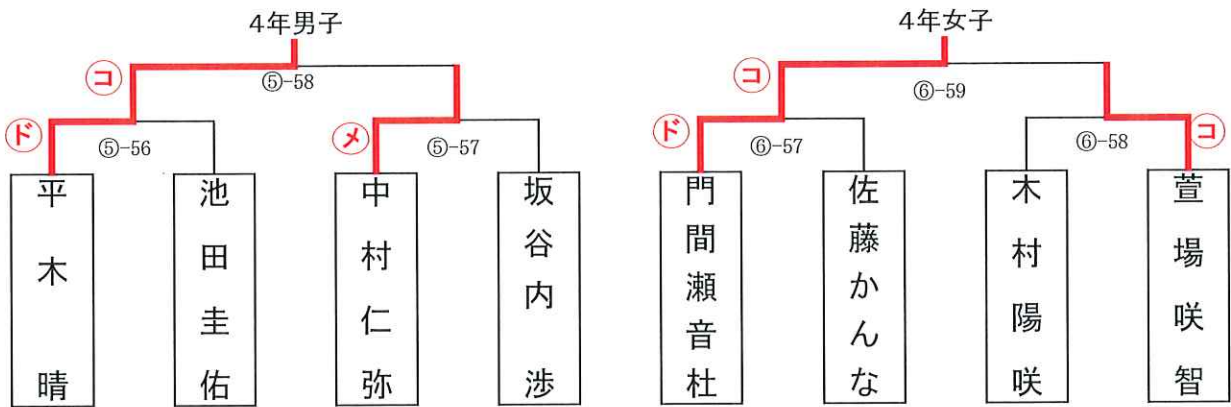 4年男子
コ
⑤-58
ド
⑤-56
メ
⑤-57
平木晴
池田圭佑
中村仁弥
坂谷内渉
4年女子
コ
⑥-59
ド
⑥-57
⑥-58
コ
門間瀬音杜
佐藤かんな
木村陽咲
萱場咲智